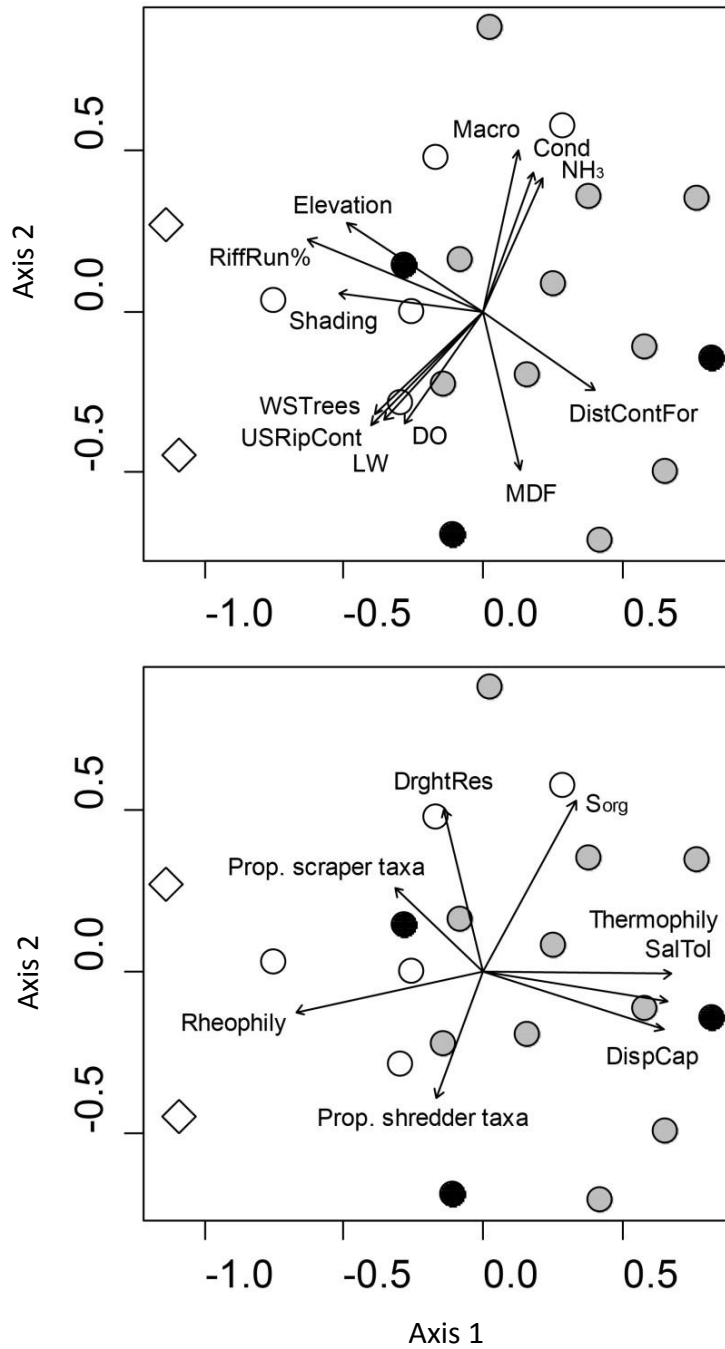 Axis 2
0.5
0.0
-0.5
Macro
Cond
NH₃
Elevation
RiffRun%
Shading
WSTrees
USRipCont
LW
DO
DistContFor
MDF
-1.0 -0.5 0.0 0.5
Axis 2
0.5
0.0
-0.5
DrghtRes
Sorg
Prop. scraper taxa
Thermophily
SalTol
Rheophily
DispCap
Prop. shredder taxa
-1.0 -0.5 0.0 0.5
Axis 1